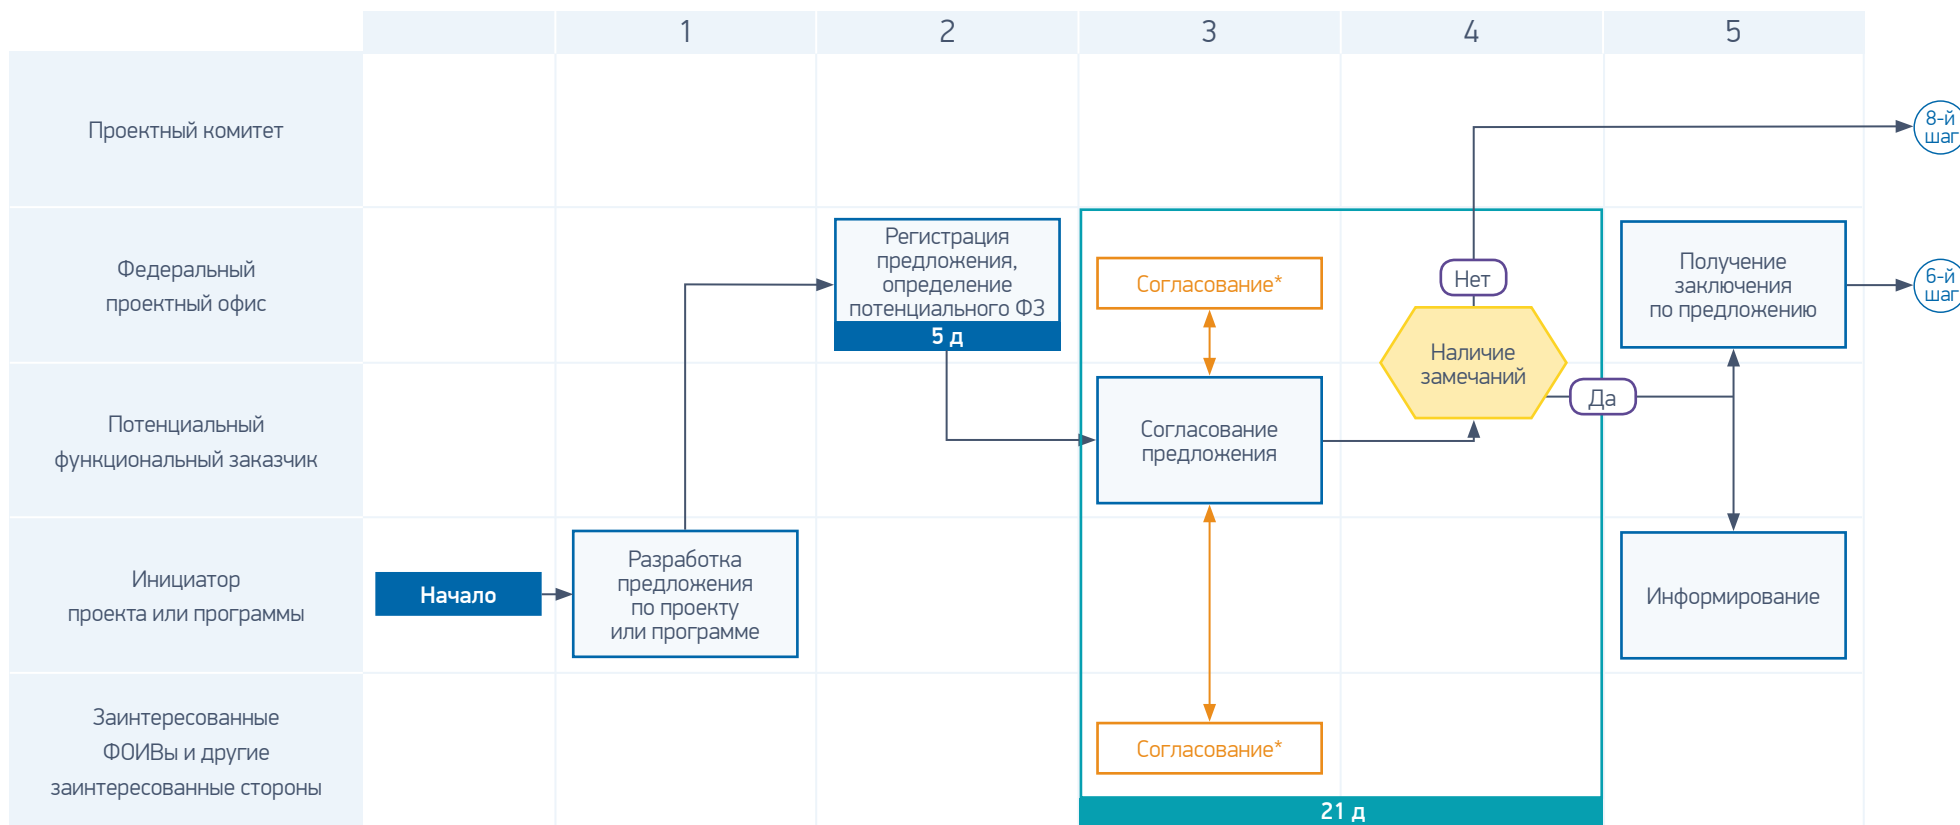 1
2
3
4
5
Проектный комитет
8-й
шаг
Федеральный
проектный офис
Регистрация
предложения,
определение
потенциального ФЗ
5 д
Согласование*
Нет
Получение
заключения
по предложению
6-й
шаг
Потенциальный
функциональный заказчик
Согласование
предложения
Наличие
замечаний
Да
Инициатор
проекта или программы
Начало
Разработка
предложения
по проекту
или программе
Информирование
Заинтересованные
ФОИВы и другие
заинтересованные стороны
Согласование*
21 д